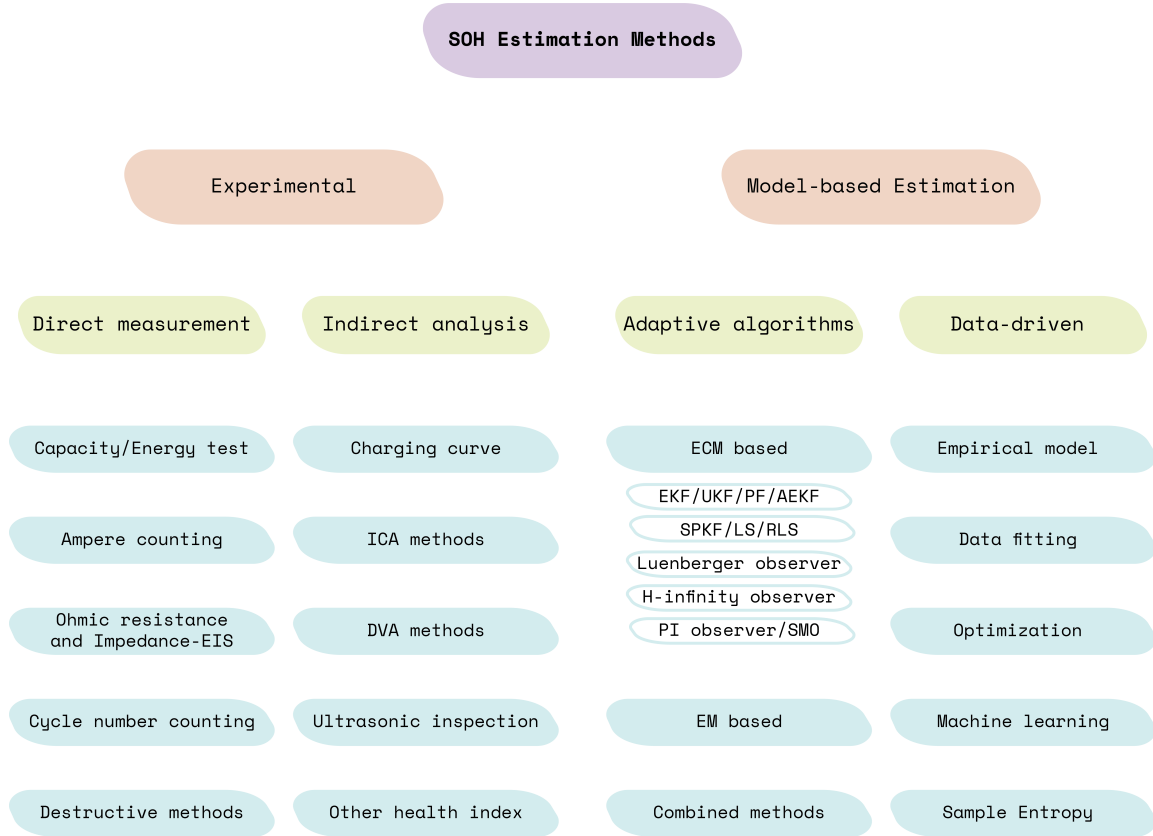 SOH Estimation Methods
Experimental
Model-based Estimation
Direct measurement
Indirect analysis
Adaptive algorithms
Data-driven
Capacity/Energy test
Ampere counting
Ohmic resistance
and Impedance-EIS
Cycle number counting
Destructive methods
Charging curve
ICA methods
DVA methods
Ultrasonic inspection
Other health index
ECM based
EKF/UKF/PF/AEKF
SPKF/LS/RLS
Luenberger observer
H-infinity observer
PI observer/SMO
EM based
Combined methods
Empirical model
Data fitting
Optimization
Machine learning
Sample Entropy